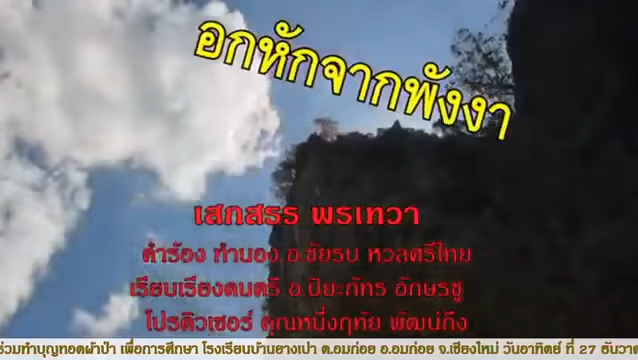 อกหักจากพังงา
เสกสรร พรเทวา
คำร้อง ทำนอง อ.ชัยรบ หวลศรีไทย
เรียบเรียงดนตรี อ.ปิยะภัทร อักษรชู
โปรดิวเซอร์ คุณหนึ่งฤทัย พัฒน์กึง
ร่วมทำบุญทอดผ้าป่า เพื่อการศึกษา โรงเรียนบ้านยางเปา ต.อมก๋อย อ.อมก๋อย จ.เชียงใหม่ วันอาทิตย์ ที่ 27 ธันวา